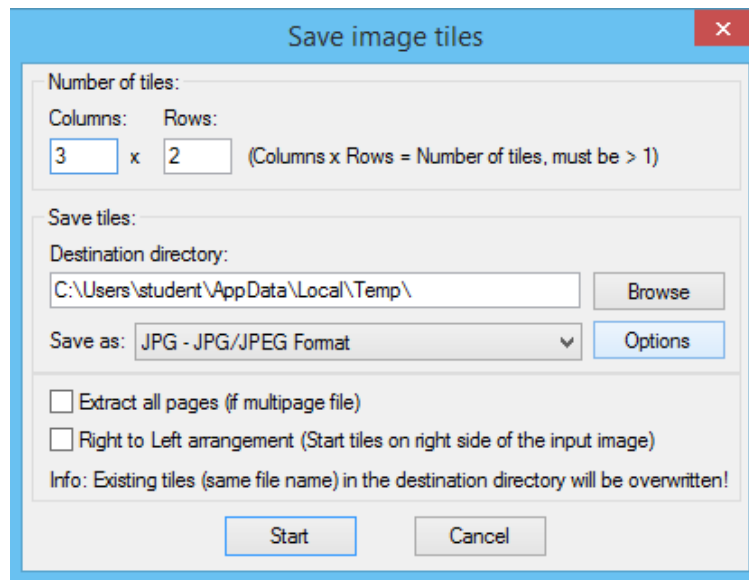 Save image tiles
Number of tiles:
Columns: Rows:
3 x 2 (Columns x Rows = Number of tiles, must be > 1)
Save tiles:
Destination directory:
C:\Users\student\AppData\Local\Temp\ Browse
Save as: JPG - JPG/JPEG Format Options
Extract all pages (if multipage file)
Right to Left arrangement (Start tiles on right side of the input image)
Info: Existing tiles (same file name) in the destination directory will be overwritten!
Start Cancel